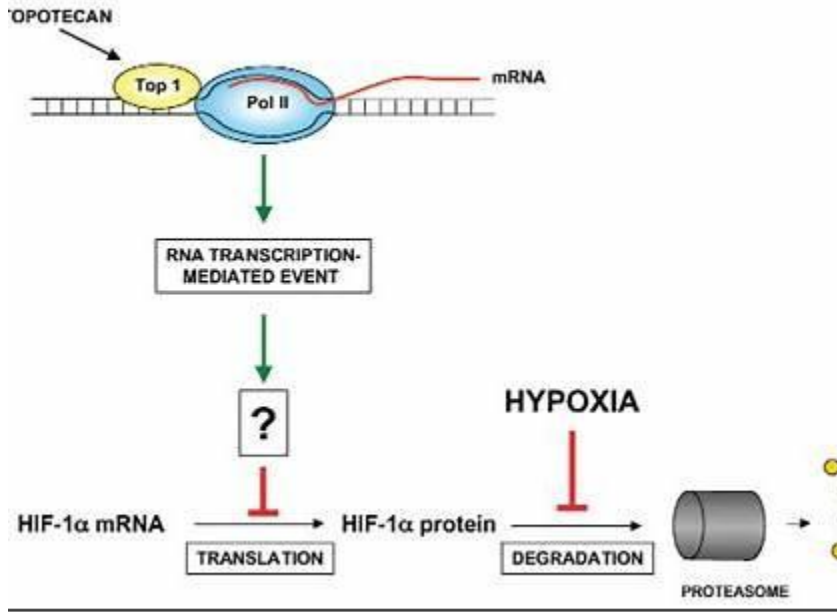 OPOTECAN
Top 1
Pol II
mRNA
RNA TRANSCRIPTION-
MEDIATED EVENT
?
HYPOXIA
HIF-1α mRNA
HIF-1α protein
TRANSLATION
DEGRADATION
PROTEASOME